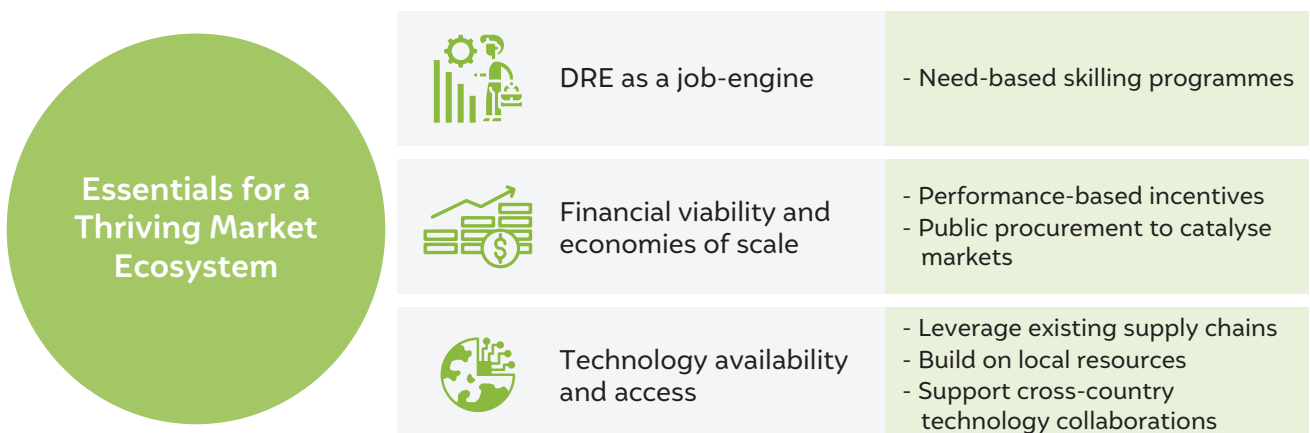 Essentials for a
Thriving Market
Ecosystem
DRE as a job-engine
- Need-based skilling programmes
Financial viability and
economies of scale
- Performance-based incentives
- Public procurement to catalyse
markets
$
Technology availability
and access
- Leverage existing supply chains
- Build on local resources
- Support cross-country
technology collaborations